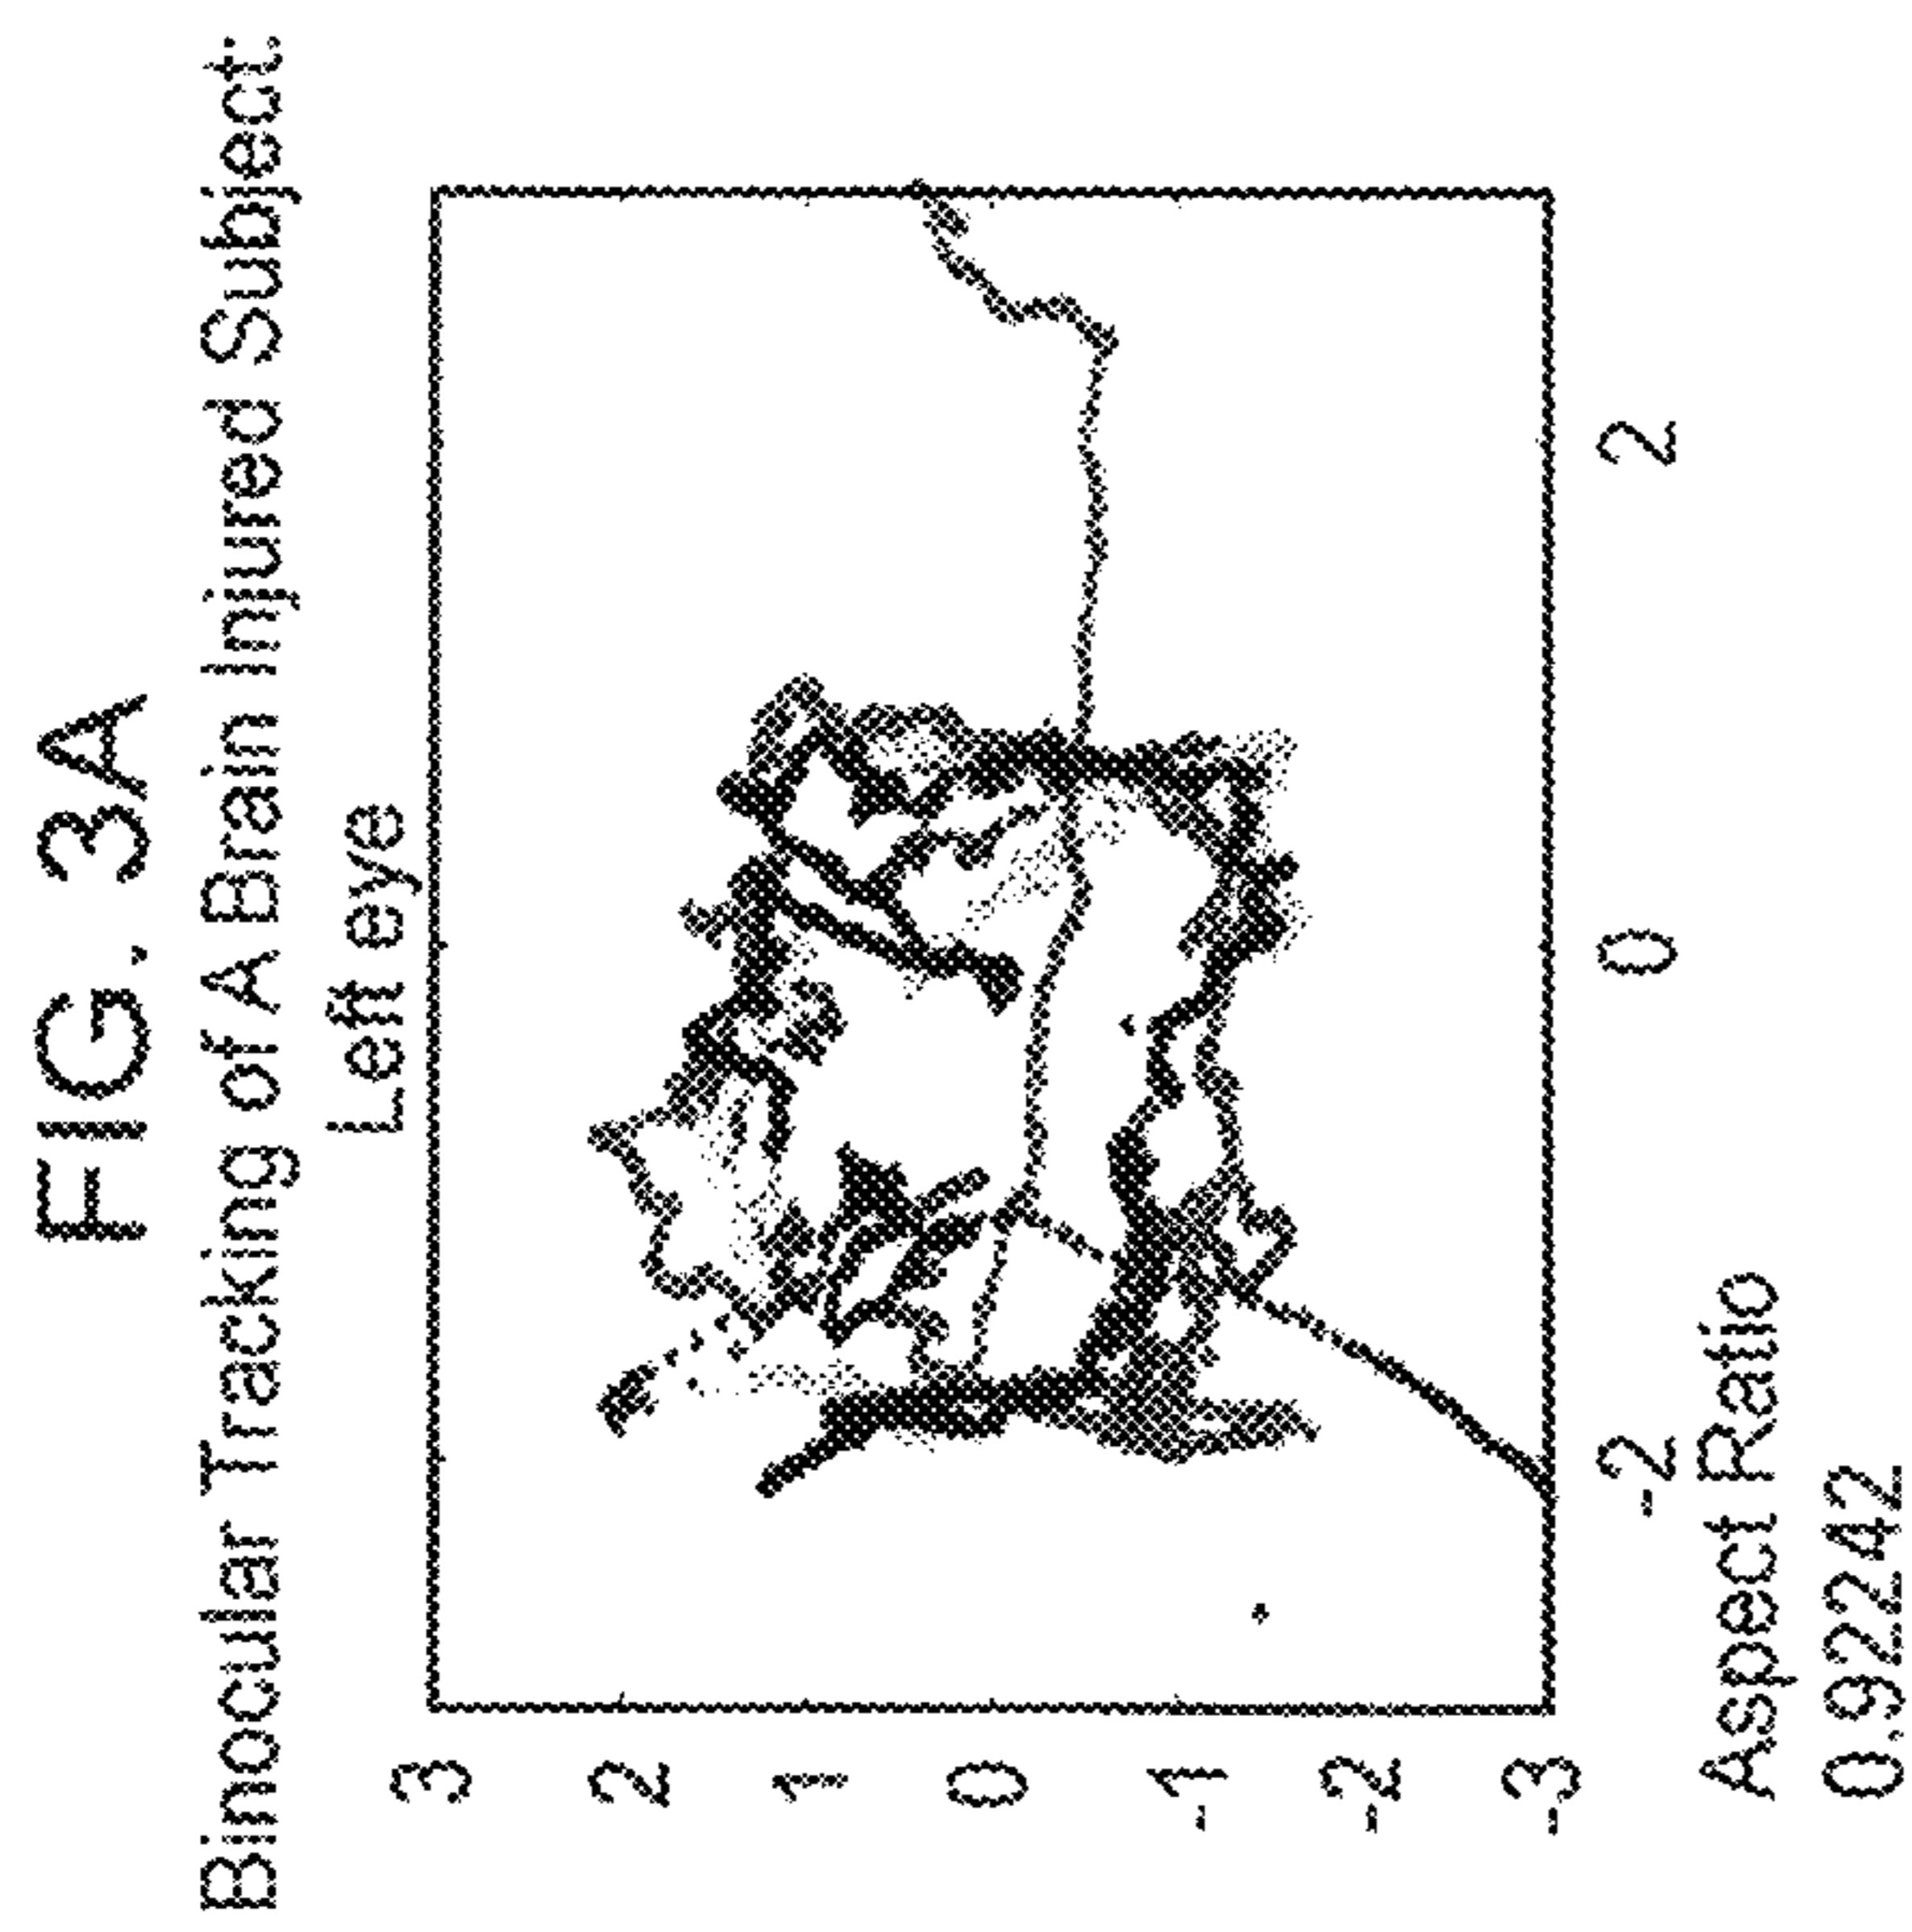 FIG. 3A
Binocular Tracking of A Brain Injured Subject:
Left eye
3
2
1
0
-1
-2
-3
-2 0 2
Aspect Ratio
0.922242